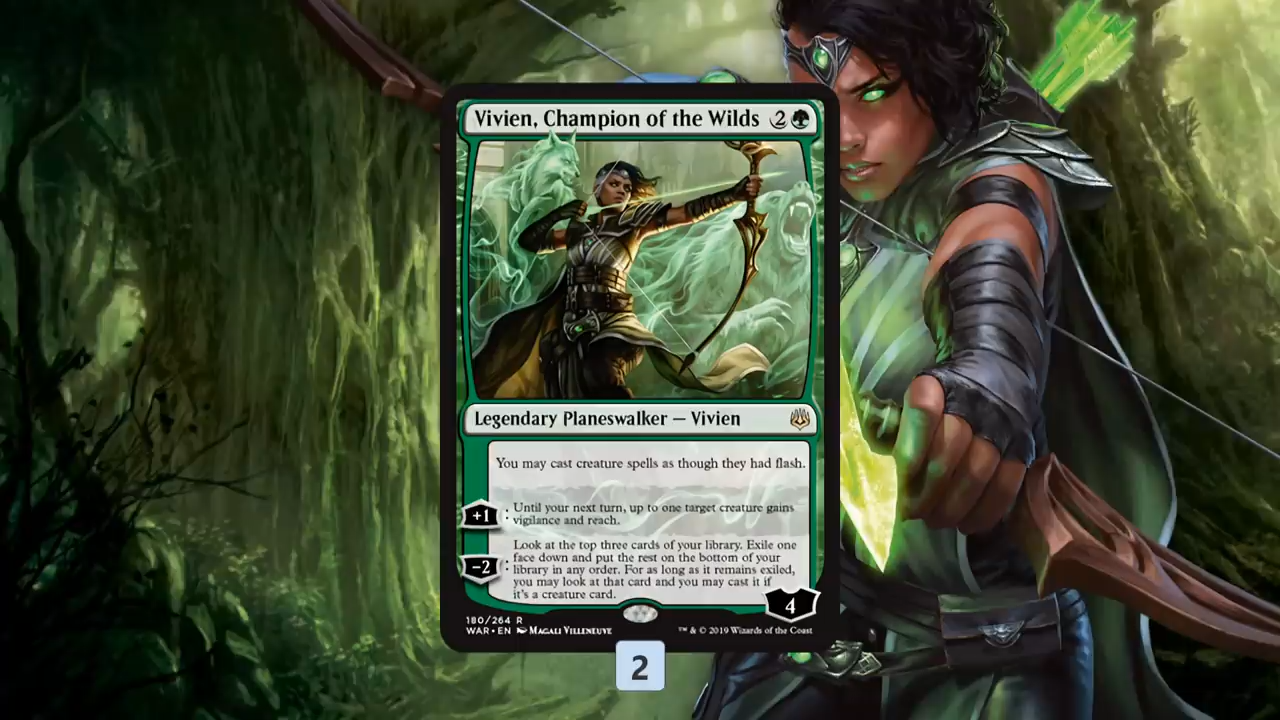 Vivien, Champion of the Wilds 2
Legendary Planeswalker — Vivien
You may cast creature spells as though they had flash.
+1 : Until your next turn, up to one target creature gains
vigilance and reach.
Look at the top three cards of your library. Exile one
face down and put the rest on the bottom of your
−2 : library in any order. For as long as it remains exiled,
you may look at that card and you may cast it if
it's a creature card.
4
180/264 R
WAR • EN Magali Villeneuve ™ & © 2019 Wizards of the Coast
2